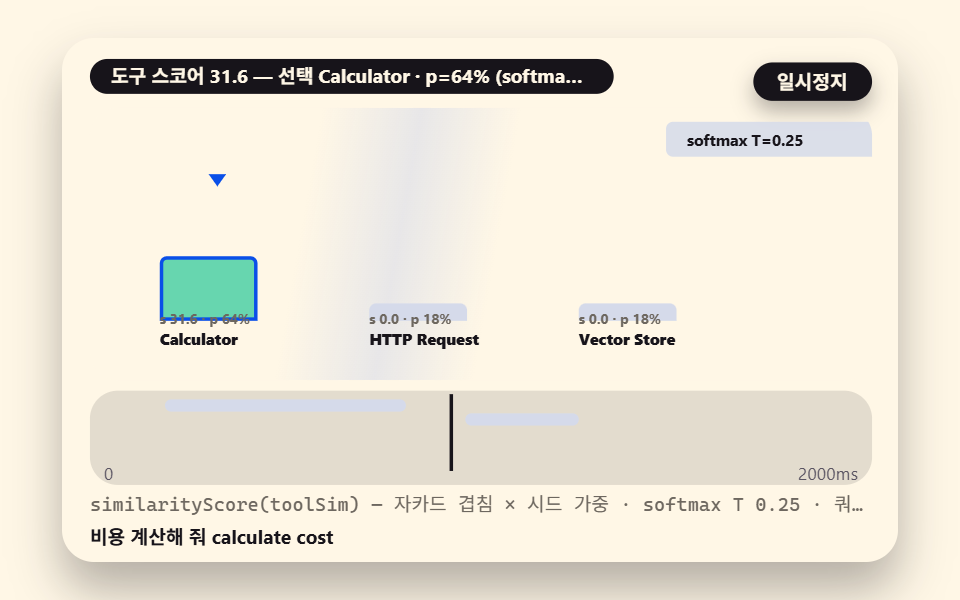 도구 스코어 31.6 — 선택 Calculator · p=64% (softma…
일시정지
softmax T=0.25
s 31.6 · p 64%
s 0.0 · p 18%
s 0.0 · p 18%
Calculator
HTTP Request
Vector Store
0
2000ms
similarityScore(toolSim) — 자카드 겹침 × 시드 가중 · softmax T 0.25 · 쿼…
비용 계산해 줘 calculate cost